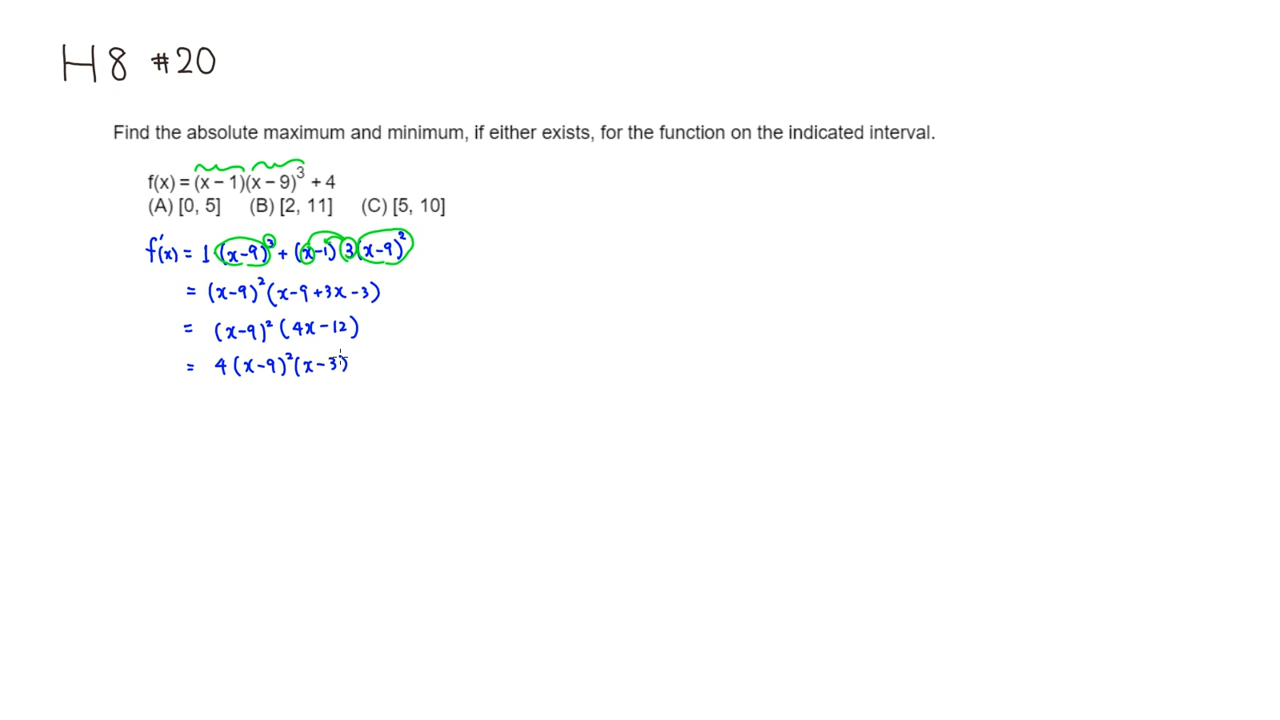 H8 #20
Find the absolute maximum and minimum, if either exists, for the function on the indicated interval.
f(x) = (x − 1)(x − 9)³ + 4
(A) [0, 5] (B) [2, 11] (C) [5, 10]
f′(x) = 1 (x−9)³ + (x−1) 3 (x−9)²
= (x−9)² (x−9+3x−3)
= (x−9)² (4x−12)
= 4 (x−9)² (x−3)